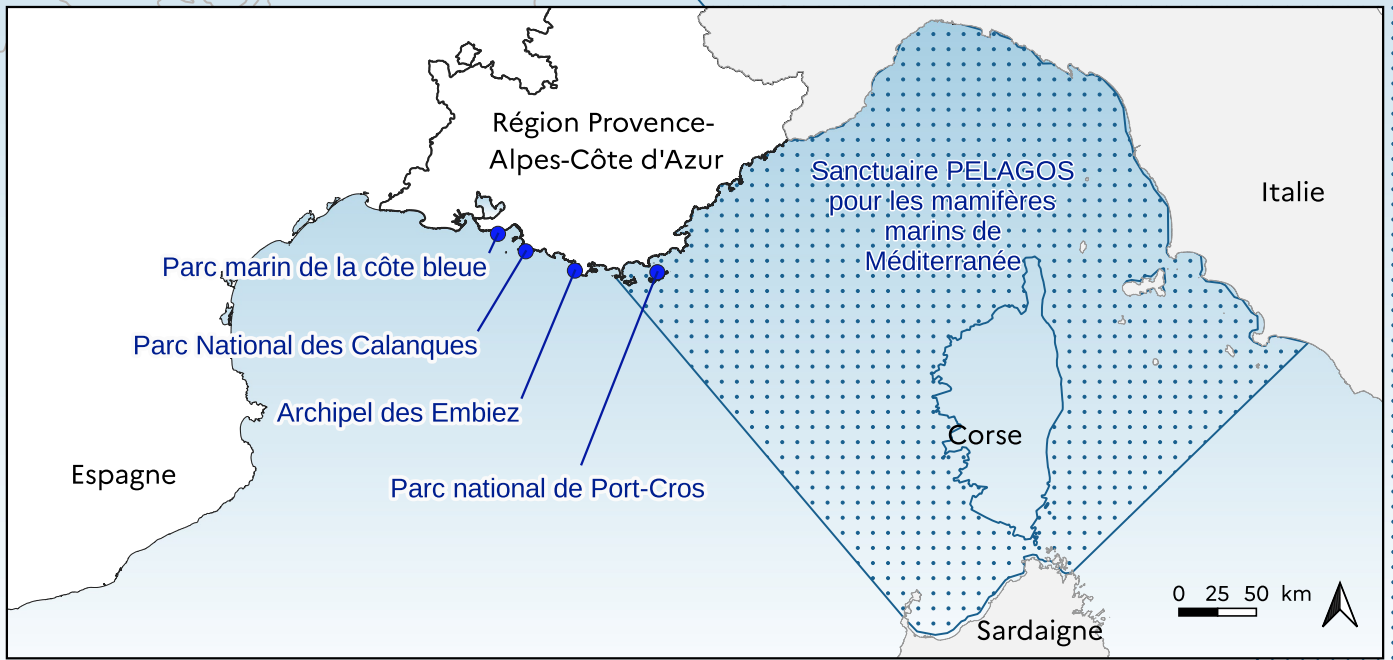 Région Provence-
Alpes-Côte d'Azur
Sanctuaire PELAGOS
pour les mamifères
marins de
Méditerranée
Italie
Parc marin de la côte bleue
Parc National des Calanques
Archipel des Embiez
Corse
Espagne
Parc national de Port-Cros
0 25 50 km
Sardaigne